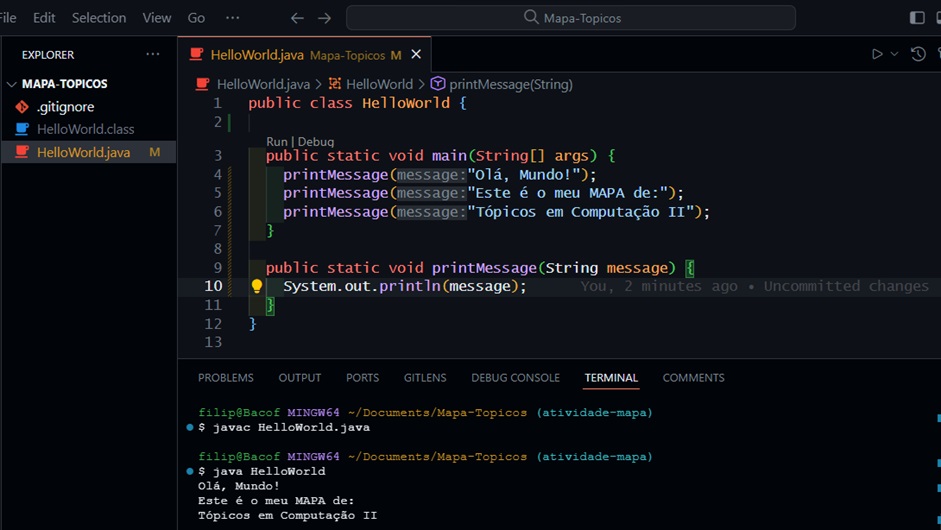 File Edit Selection View Go ··· ← → Mapa-Topicos
EXPLORER ···
MAPA-TOPICOS
.gitignore
HelloWorld.class
HelloWorld.java M
HelloWorld.java Mapa-Topicos M ×
HelloWorld.java > HelloWorld > printMessage(String)
1 public class HelloWorld {
2
Run | Debug
3 public static void main(String[] args) {
4 printMessage(message:"Olá, Mundo!");
5 printMessage(message:"Este é o meu MAPA de:");
6 printMessage(message:"Tópicos em Computação II");
7 }
8
9 public static void printMessage(String message) {
10 System.out.println(message); You, 2 minutes ago • Uncommitted changes
11 }
12 }
13
PROBLEMS OUTPUT PORTS GITLENS DEBUG CONSOLE TERMINAL COMMENTS
filip@Bacof MINGW64 ~/Documents/Mapa-Topicos (atividade-mapa)
$ javac HelloWorld.java
filip@Bacof MINGW64 ~/Documents/Mapa-Topicos (atividade-mapa)
$ java HelloWorld
Olá, Mundo!
Este é o meu MAPA de:
Tópicos em Computação II